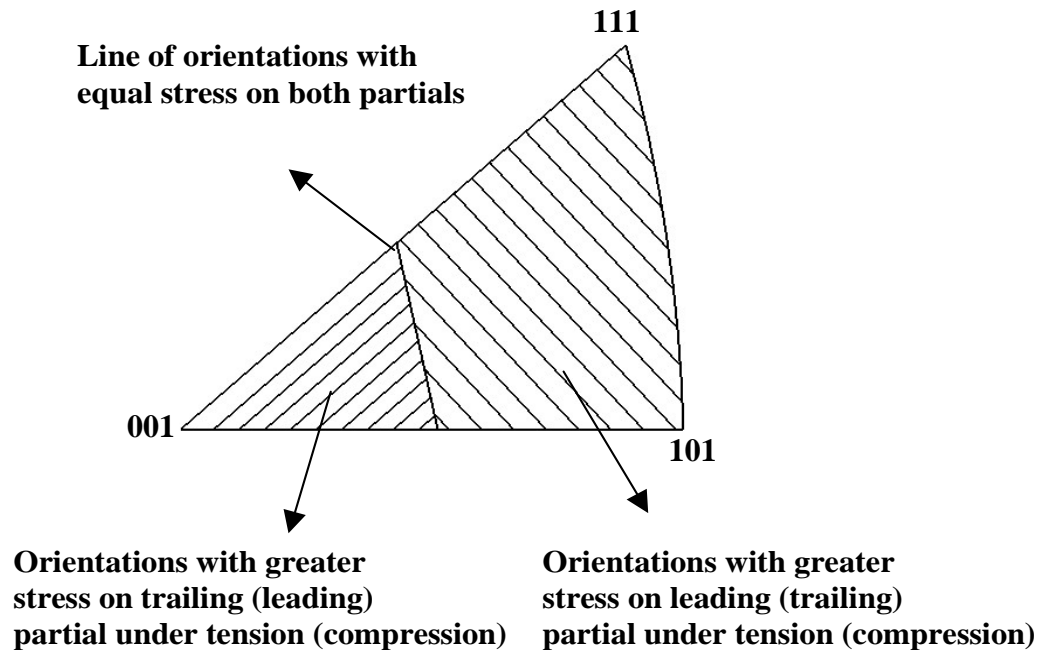 111
Line of orientations with
equal stress on both partials
001
101
Orientations with greater
stress on trailing (leading)
partial under tension (compression)
Orientations with greater
stress on leading (trailing)
partial under tension (compression)